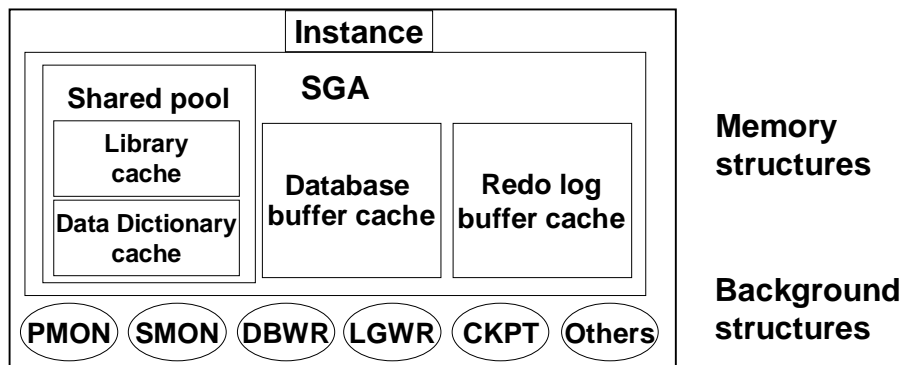 Instance
SGA
Shared pool
Library
cache
Data Dictionary
cache
Database
buffer cache
Redo log
buffer cache
Memory
structures
PMON SMON DBWR LGWR CKPT Others
Background
structures